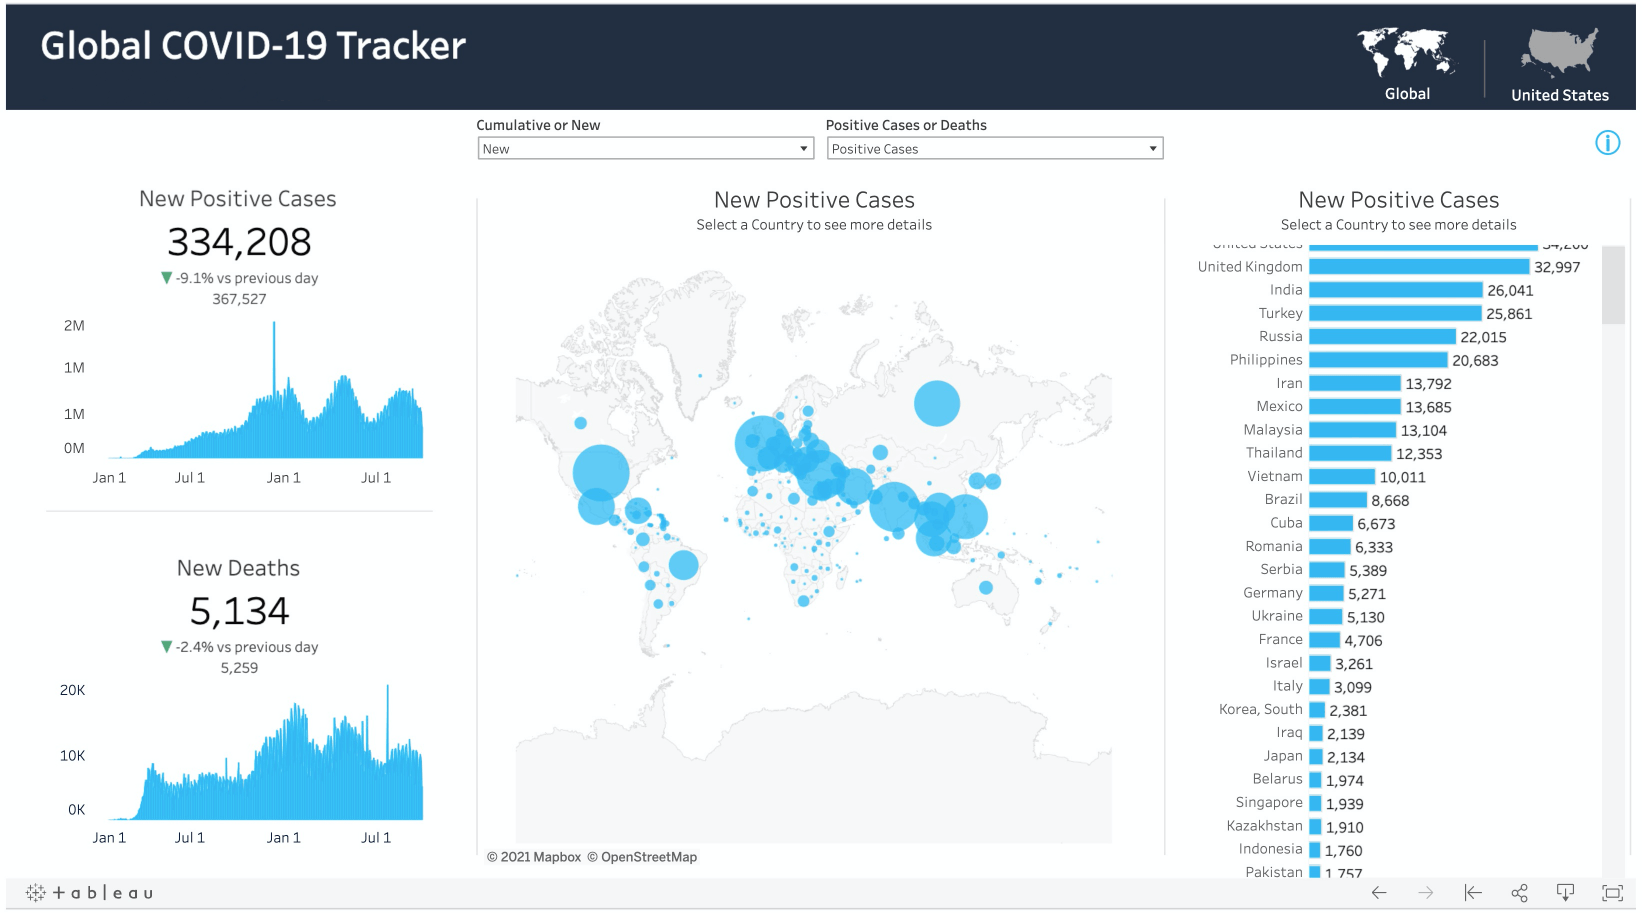 Global COVID-19 Tracker
Global
United States
Cumulative or New
New
Positive Cases or Deaths
Positive Cases
New Positive Cases
334,208
-9.1% vs previous day
367,527
2M
1M
1M
0M
Jan 1
Jul 1
Jan 1
Jul 1
New Deaths
5,134
-2.4% vs previous day
5,259
20K
10K
0K
Jan 1
Jul 1
Jan 1
Jul 1
New Positive Cases
Select a Country to see more details
© 2021 Mapbox © OpenStreetMap
New Positive Cases
Select a Country to see more details
United States
United Kingdom 32,997
India 26,041
Turkey 25,861
Russia 22,015
Philippines 20,683
Iran 13,792
Mexico 13,685
Malaysia 13,104
Thailand 12,353
Vietnam 10,011
Brazil 8,668
Cuba 6,673
Romania 6,333
Serbia 5,389
Germany 5,271
Ukraine 5,130
France 4,706
Israel 3,261
Italy 3,099
Korea, South 2,381
Iraq 2,139
Japan 2,134
Belarus 1,974
Singapore 1,939
Kazakhstan 1,910
Indonesia 1,760
Pakistan 1,757
+ableau